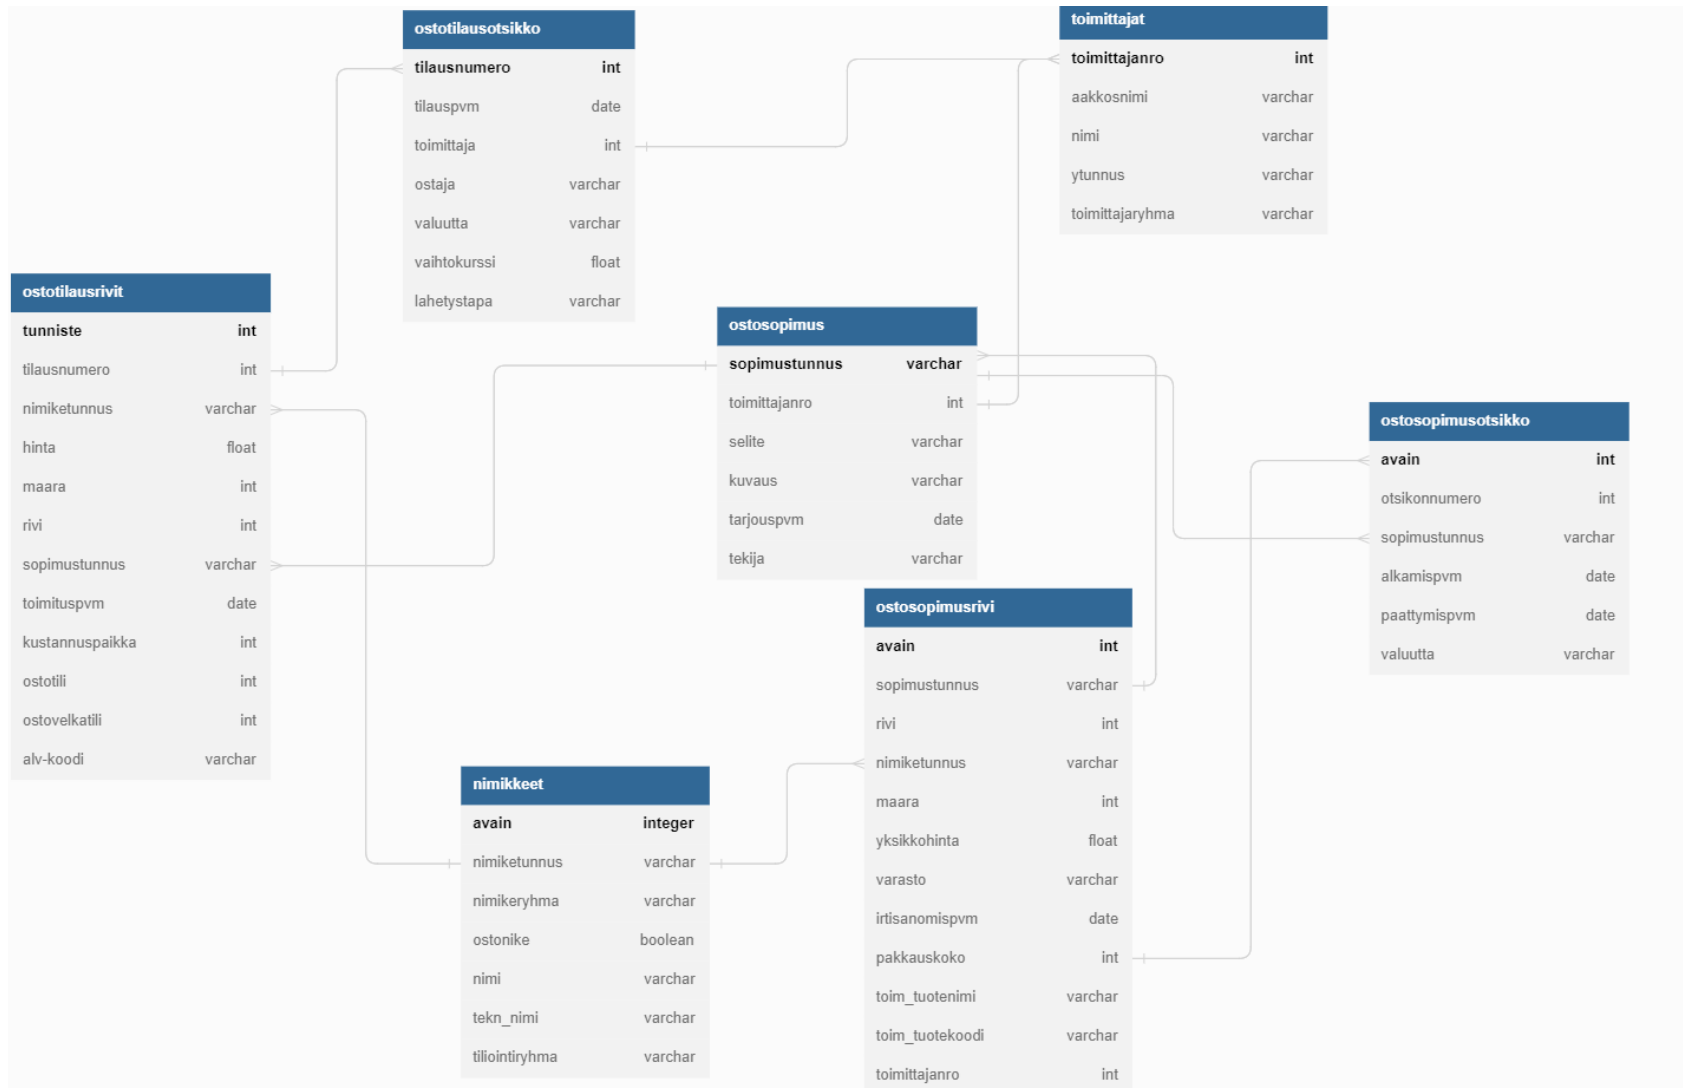 ostotilausotsikko
tilausnumero int
tilauspvm date
toimittaja int
ostaja varchar
valuutta varchar
vaihtokurssi float
lahetystapa varchar
toimittajat
toimittajanro int
aakkosnimi varchar
nimi varchar
ytunnus varchar
toimittajaryhma varchar
ostotilausrivit
tunniste int
tilausnumero int
nimiketunnus varchar
hinta float
maara int
rivi int
sopimustunnus varchar
toimituspvm date
kustannuspaikka int
ostotili int
ostovelkatili int
alv-koodi varchar
ostosopimus
sopimustunnus varchar
toimittajanro int
selite varchar
kuvaus varchar
tarjouspvm date
tekija varchar
ostosopimusotsikko
avain int
otsikonnumero int
sopimustunnus varchar
alkamispvm date
paattymispvm date
valuutta varchar
ostosopimusrivi
avain int
sopimustunnus varchar
rivi int
nimiketunnus varchar
maara int
yksikkohinta float
varasto varchar
irtisanomispvm date
pakkauskoko int
toim_tuotenimi varchar
toim_tuotekoodi varchar
toimittajanro int
nimikkeet
avain integer
nimiketunnus varchar
nimikeryhma varchar
ostonike boolean
nimi varchar
tekn_nimi varchar
tiliointiryhma varchar